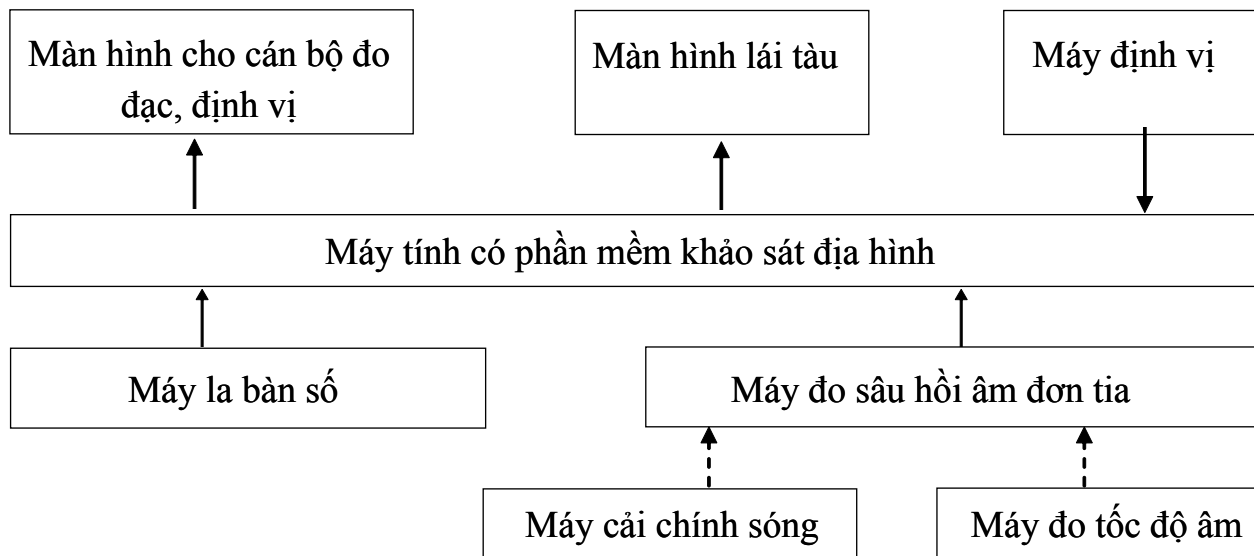 Màn hình cho cán bộ đo
đạc, định vị
Màn hình lái tàu
Máy định vị
Máy tính có phần mềm khảo sát địa hình
Máy la bàn số
Máy đo sâu hồi âm đơn tia
Máy cải chính sóng
Máy đo tốc độ âm